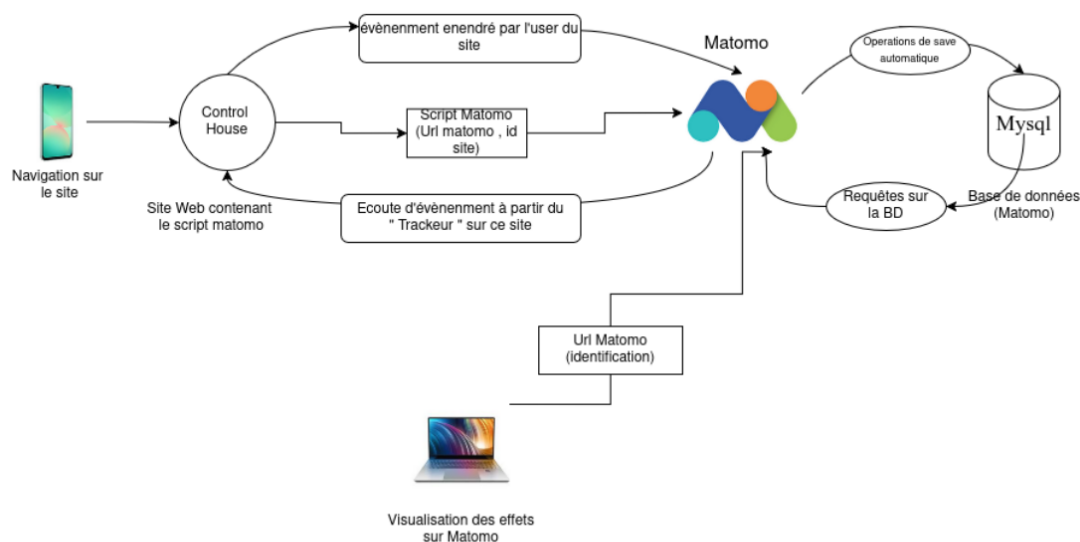 évènenment enendré par l'user du
site
Matomo
Operations de save
automatique
Control
House
Script Matomo
(Url matomo , id
site)
Mysql
Navigation sur
le site
Site Web contenant
le script matomo
Ecoute d'évènenment à partir du
" Trackeur " sur ce site
Requêtes sur
la BD
Base de données
(Matomo)
Url Matomo
(identification)
Visualisation des effets
sur Matomo